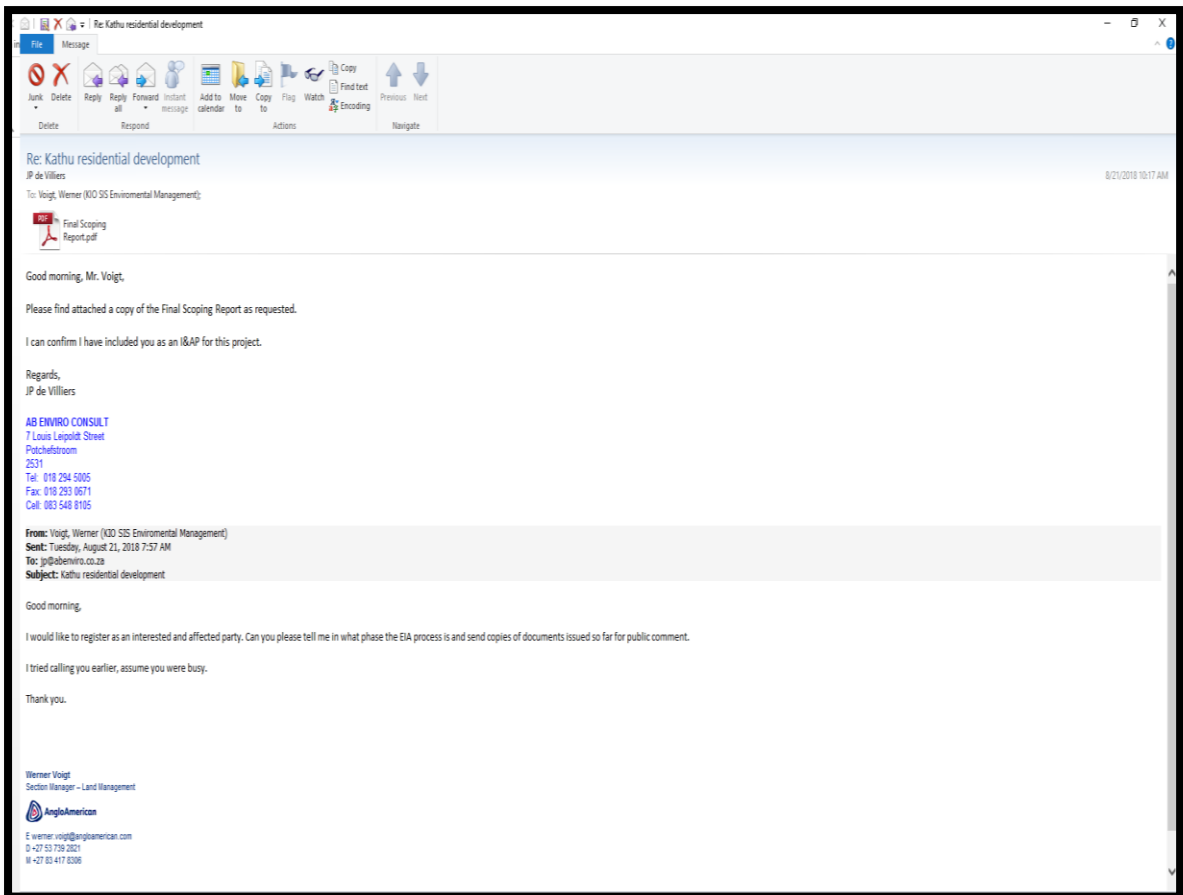 Re: Kathu residential development
File Message
Junk Delete Reply Reply all Forward Instant message Add to calendar Move to Copy to Flag Watch Copy Find text Encoding Previous Next
Delete Respond Actions Navigate
Re: Kathu residential development
JP de Villiers
8/21/2018 10:17 AM
To: Voigt, Werner (KIO SIS Enviromental Management);
PDF
Final Scoping
Report.pdf
Good morning, Mr. Voigt,
Please find attached a copy of the Final Scoping Report as requested.
I can confirm I have included you as an I&AP for this project.
Regards,
JP de Villiers
AB ENVIRO CONSULT
7 Louis Leipoldt Street
Potchefstroom
2531
Tel: 018 294 5005
Fax: 018 293 0671
Cell: 083 548 8105
From: Voigt, Werner (KIO SIS Enviromental Management)
Sent: Tuesday, August 21, 2018 7:57 AM
To: jp@abenviro.co.za
Subject: Kathu residential development
Good morning,
I would like to register as an interested and affected party. Can you please tell me in what phase the EIA process is and send copies of documents issued so far for public comment.
I tried calling you earlier, assume you were busy.
Thank you.
Werner Voigt
Section Manager – Land Management
AngloAmerican
E werner.voigt@angloamerican.com
D +27 53 739 2821
M +27 83 417 8306